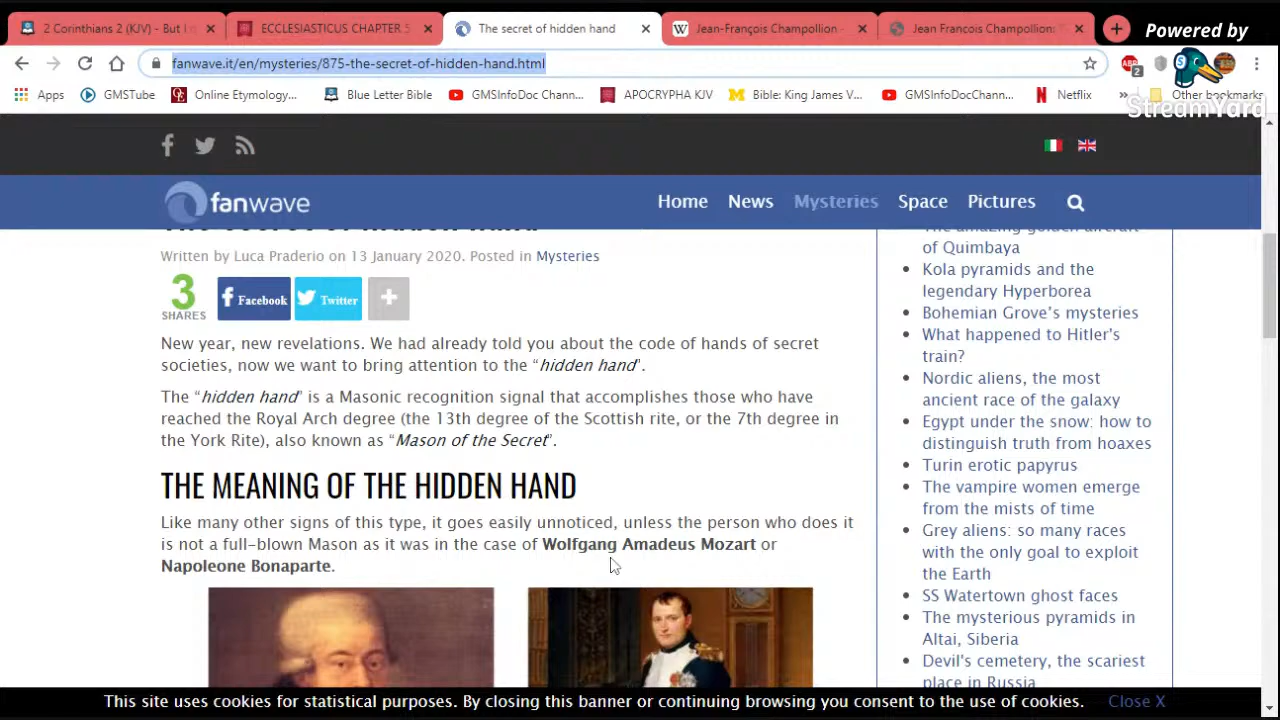 2 Corinthians 2 (KJV) - But I d
ECCLESIASTICUS CHAPTER 5
The secret of hidden hand
Jean-François Champollion -
Jean Francois Champollion:
Powered by
fanwave.it/en/mysteries/875-the-secret-of-hidden-hand.html
ABP
2
S
Apps
GMSTube
Online Etymology...
Blue Letter Bible
GMSInfoDocChann...
APOCRYPHA KJV
Bible: King James V...
GMSInfoDocChann...
Netflix
»
Other bookmarks
StreamYard
fanwave
Home
News
Mysteries
Space
Pictures
The secret of hidden hand
Written by Luca Praderio on 13 January 2020. Posted in Mysteries
3
SHARES
Facebook
Twitter
New year, new revelations. We had already told you about the code of hands of secret
societies, now we want to bring attention to the “hidden hand”.
The “hidden hand” is a Masonic recognition signal that accomplishes those who have
reached the Royal Arch degree (the 13th degree of the Scottish rite, or the 7th degree in
the York Rite), also known as “Mason of the Secret”.
THE MEANING OF THE HIDDEN HAND
Like many other signs of this type, it goes easily unnoticed, unless the person who does it
is not a full-blown Mason as it was in the case of Wolfgang Amadeus Mozart or
Napoleone Bonaparte.
The amazing golden aircraft
of Quimbaya
Kola pyramids and the
legendary Hyperborea
Bohemian Grove's mysteries
What happened to Hitler's
train?
Nordic aliens, the most
ancient race of the galaxy
Egypt under the snow: how to
distinguish truth from hoaxes
Turin erotic papyrus
The vampire women emerge
from the mists of time
Grey aliens: so many races
with the only goal to exploit
the Earth
SS Watertown ghost faces
The mysterious pyramids in
Altai, Siberia
Devil's cemetery, the scariest
place in Russia
This site uses cookies for statistical purposes. By closing this banner or continuing browsing you consent to the use of cookies.
Close X